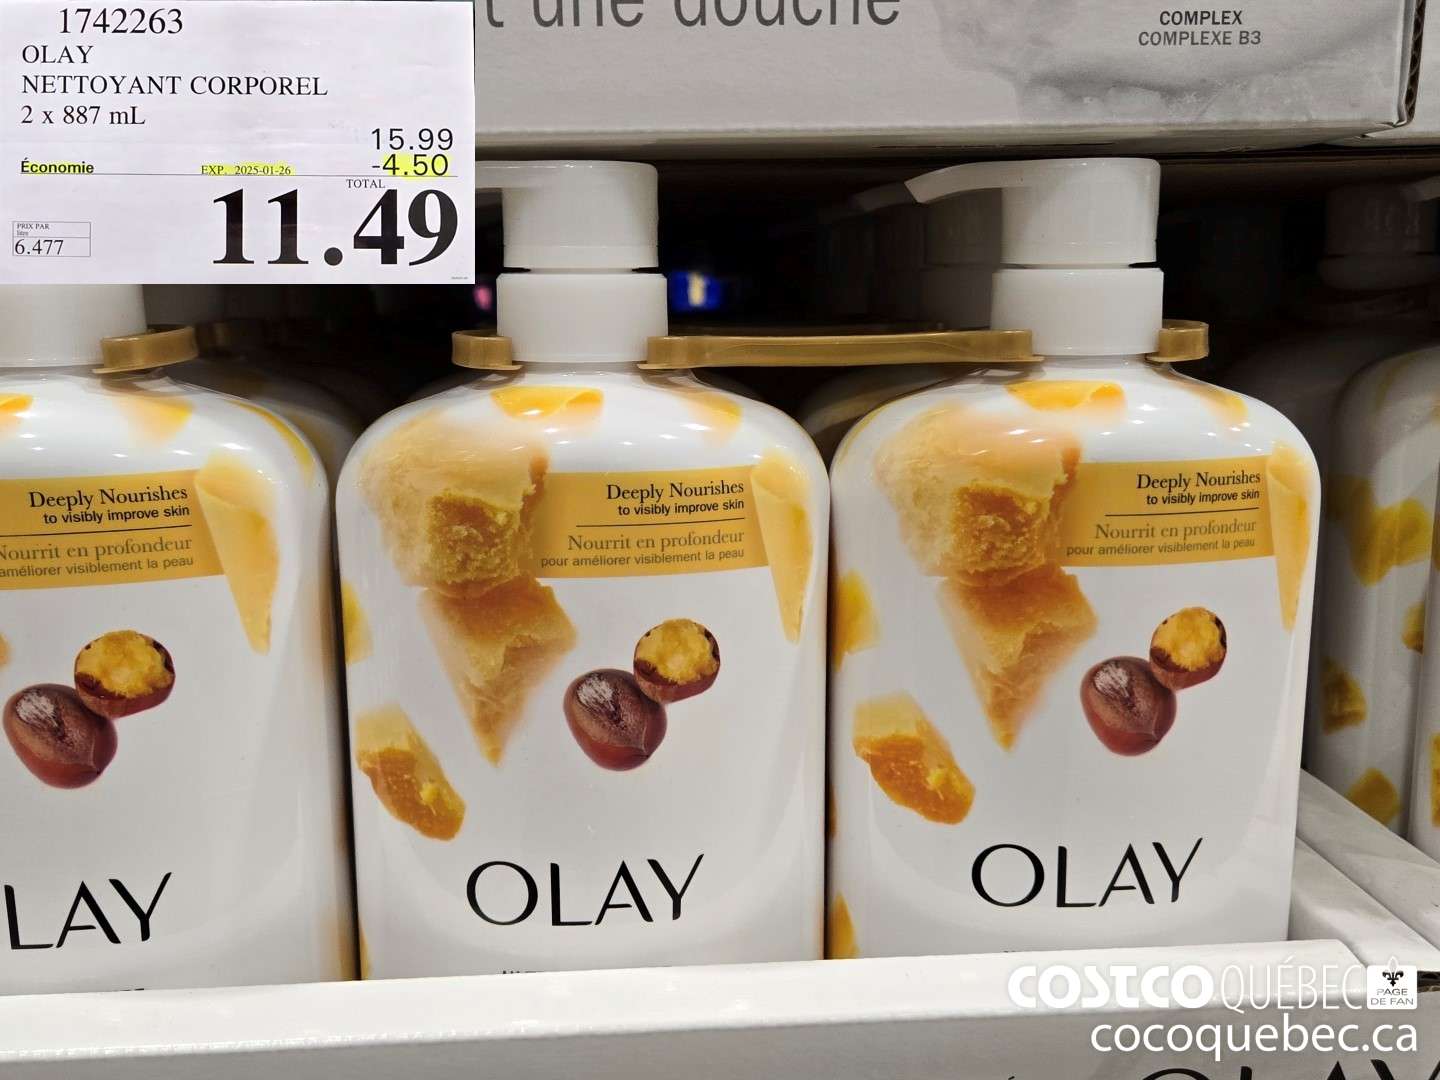 t une douche
COMPLEX
COMPLEXE B3
1742263
OLAY
NETTOYANT CORPOREL
2 x 887 mL
15.99
Économie EXP. 2025-01-26 -4.50
TOTAL
11.49
PRIX PAR
litre
6.477
Deeply Nourishes
to visibly improve skin
Nourrit en profondeur
améliorer visiblement la peau
LAY
Deeply Nourishes
to visibly improve skin
Nourrit en profondeur
pour améliorer visiblement la peau
OLAY
Deeply Nourishes
to visibly improve skin
Nourrit en profondeur
pour améliorer visiblement la peau
OLAY
COSTCO QUÉBEC
PAGE
DE FAN
cocoquebec.ca
OLAY